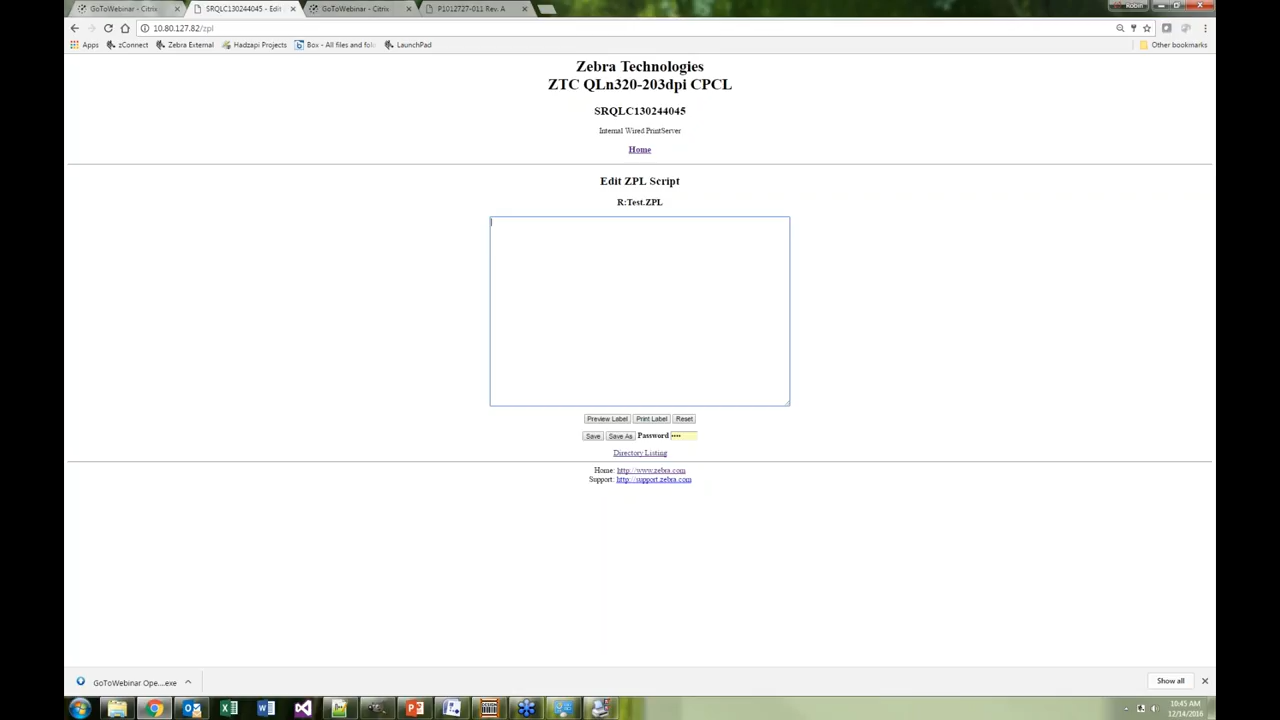 GoToWebinar - Citrix
SRQLC130244045 - Edit
GoToWebinar - Citrix
P1012727-011 Rev. A
Robin
10.80.127.82/zpl
Apps
zConnect
Zebra External
Hadzapi Projects
Box - All files and fold
LaunchPad
Other bookmarks
Zebra Technologies
ZTC QLn320-203dpi CPCL
SRQLC130244045
Internal Wired PrintServer
Home
Edit ZPL Script
R:Test.ZPL
Preview Label Print Label Reset
Save Save As Password ••••
Directory Listing
Home: http://www.zebra.com
Support: http://support.zebra.com
GoToWebinar Ope....exe
Show all
10:45 AM
12/14/2016